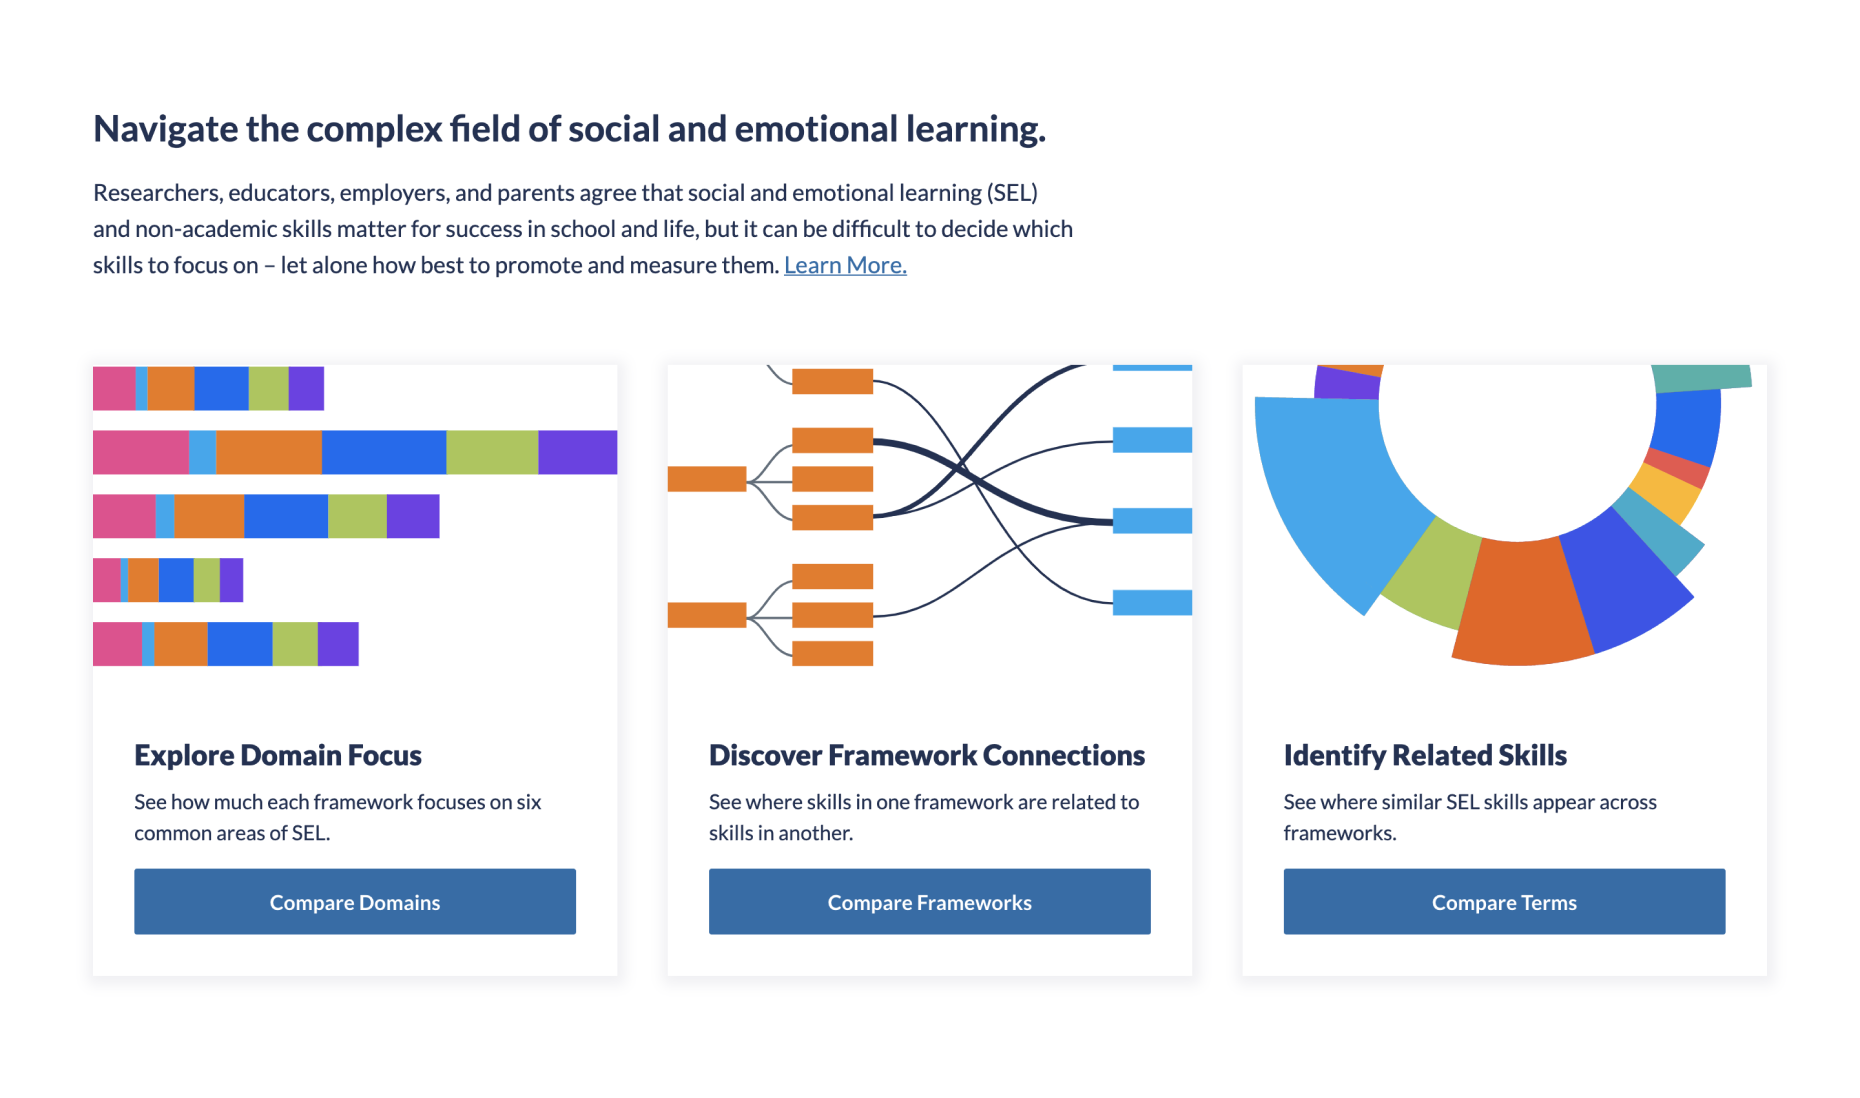 Navigate the complex field of social and emotional learning.
Researchers, educators, employers, and parents agree that social and emotional learning (SEL)
and non-academic skills matter for success in school and life, but it can be difficult to decide which
skills to focus on – let alone how best to promote and measure them. Learn More.
Explore Domain Focus
See how much each framework focuses on six
common areas of SEL.
Compare Domains
Discover Framework Connections
See where skills in one framework are related to
skills in another.
Compare Frameworks
Identify Related Skills
See where similar SEL skills appear across
frameworks.
Compare Terms